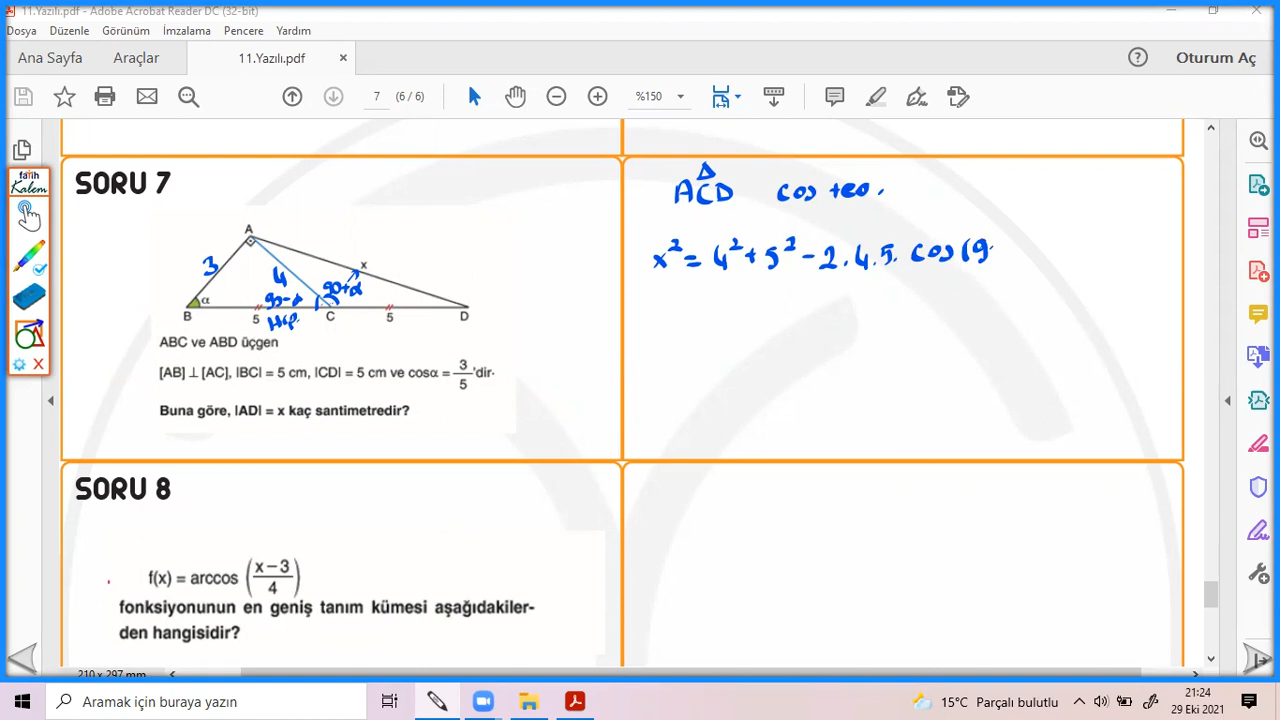 11.Yazılı.pdf - Adobe Acrobat Reader DC (32-bit)
Dosya Düzenle Görünüm İmzalama Pencere Yardım
Ana Sayfa Araçlar 11.Yazılı.pdf × ? Oturum Aç
7 (6 / 6) %150
fatih
Kalem
X
SORU 7
A
3
4
x
α
90-α
90+α
B 5 C 5 D
Hip.
ABC ve ABD üçgen
[AB] ⊥ [AC], |BC| = 5 cm, |CD| = 5 cm ve cosα = 3/5 'dir.
Buna göre, |AD| = x kaç santimetredir?
ACD cos teo.
x² = 4² + 5² - 2.4.5. cos(9
SORU 8
f(x) = arccos (x-3/4)
fonksiyonunun en geniş tanım kümesi aşağıdakiler-
den hangisidir?
210 x 297 mm
Aramak için buraya yazın
15°C Parçalı bulutlu
21:24
29 Eki 2021